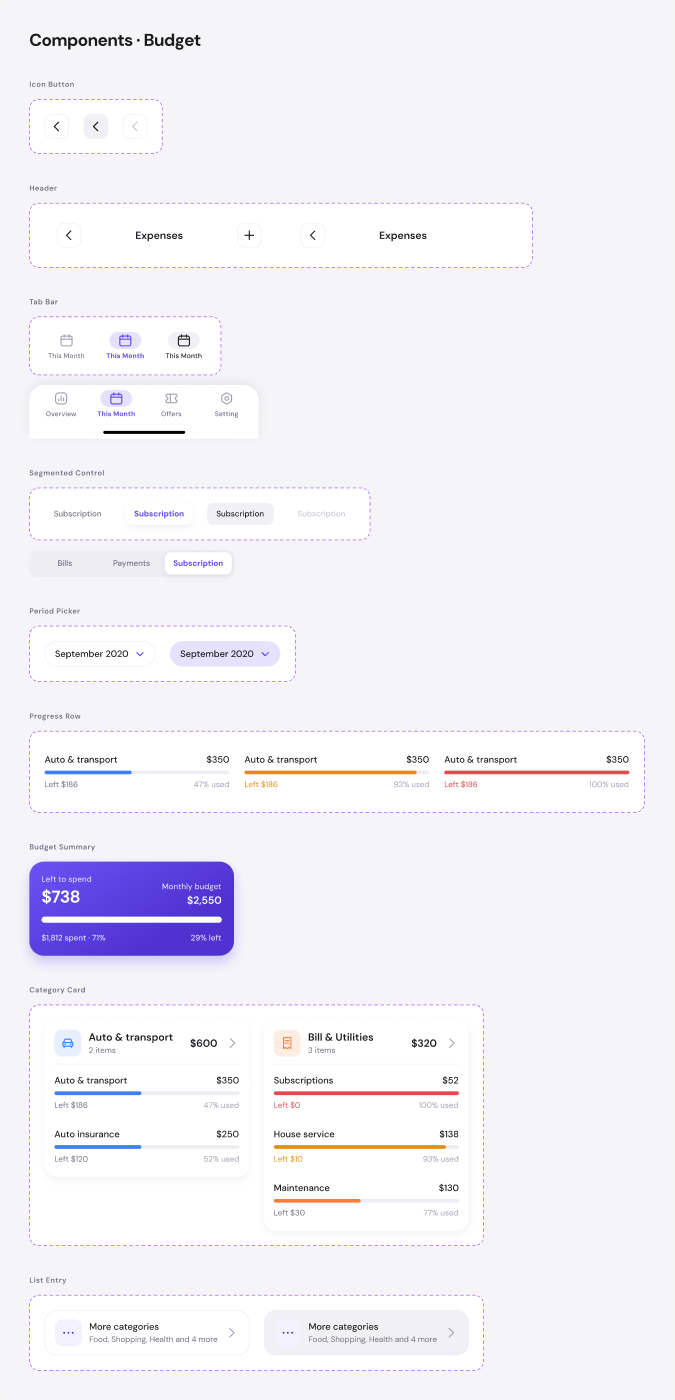 Components · Budget
Icon Button
Header
Expenses
Expenses
Tab Bar
This Month
This Month
This Month
Overview
This Month
Offers
Setting
Segmented Control
Subscription
Subscription
Subscription
Subscription
Bills
Payments
Subscription
Period Picker
September 2020
September 2020
Progress Row
Auto & transport $350
Left $186 47% used
Auto & transport $350
Left $186 93% used
Auto & transport $350
Left $186 100% used
Budget Summary
Left to spend
$738
Monthly budget
$2,550
$1,812 spent · 71%
29% left
Category Card
Auto & transport
2 items
$600
Auto & transport $350
Left $186 47% used
Auto insurance $250
Left $120 52% used
Bill & Utilities
3 items
$320
Subscriptions $52
Left $0 100% used
House service $138
Left $10 93% used
Maintenance $130
Left $30 77% used
List Entry
More categories
Food, Shopping, Health and 4 more
More categories
Food, Shopping, Health and 4 more